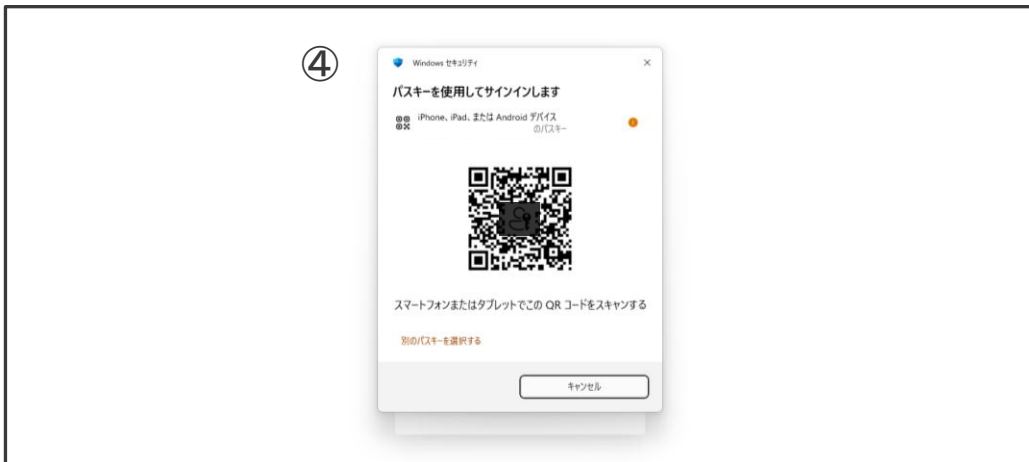 ④
Windows セキュリティ
パスキーを使用してサインインします
iPhone、iPad、または Android デバイス
のパスキー
スマートフォンまたはタブレットでこの QR コードをスキャンする
別のパスキーを選択する
キャンセル